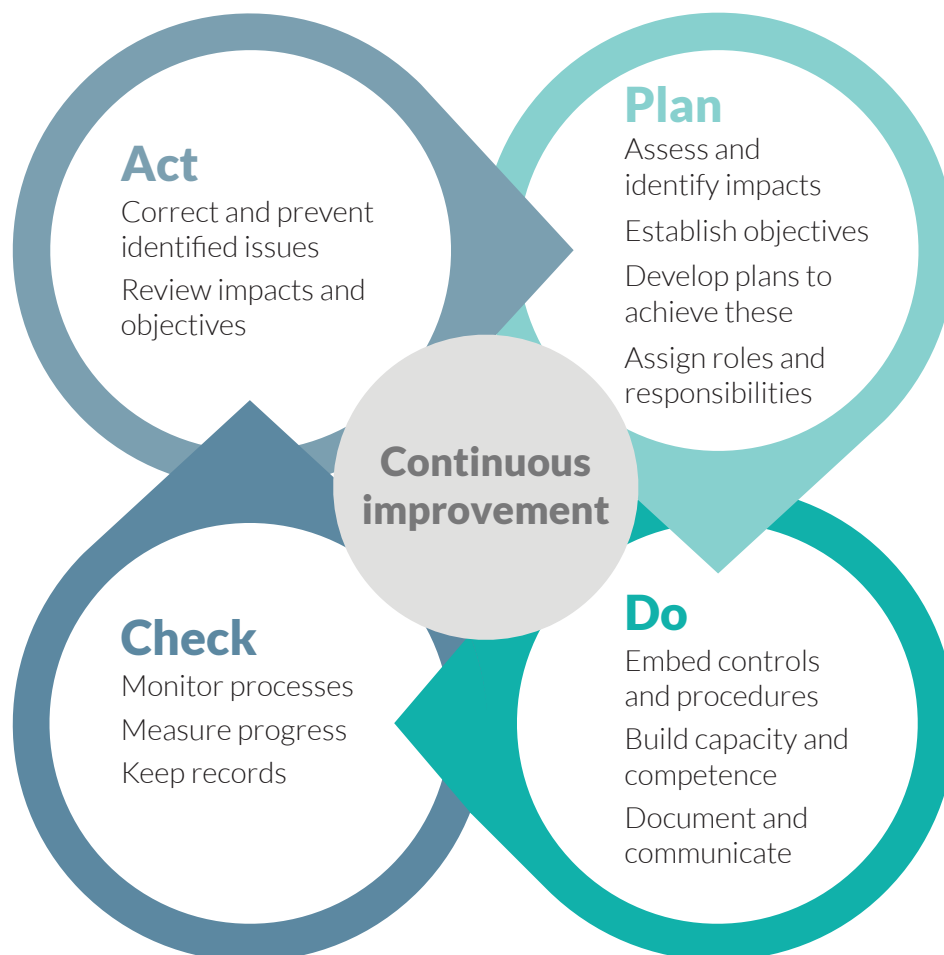 Act
Correct and prevent
identified issues
Review impacts and
objectives
Plan
Assess and
identify impacts
Establish objectives
Develop plans to
achieve these
Assign roles and
responsibilities
Continuous
improvement
Check
Monitor processes
Measure progress
Keep records
Do
Embed controls
and procedures
Build capacity and
competence
Document and
communicate